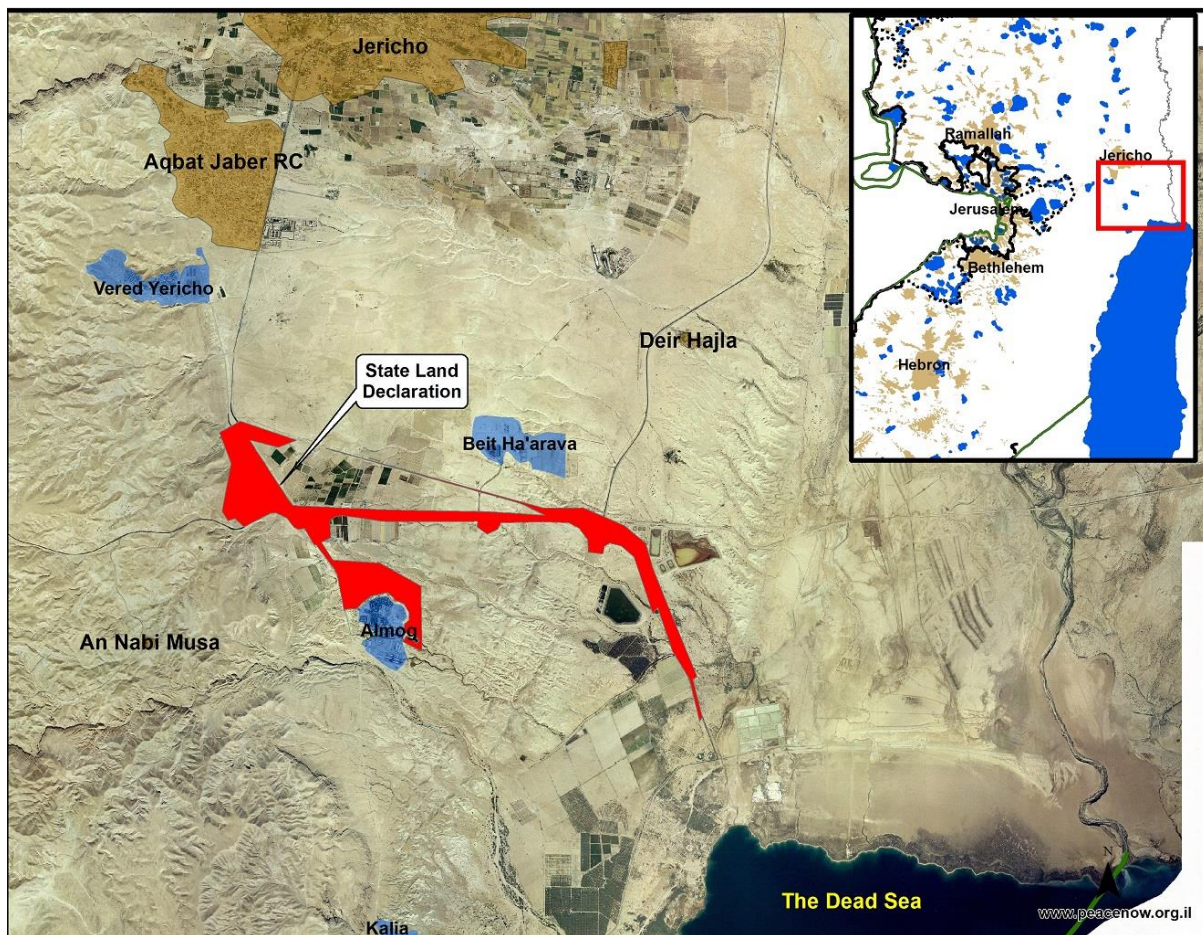 Jericho
Aqbat Jaber RC
Vered Yericho
State Land
Declaration
Deir Hajla
Beit Ha'arava
Almog
An Nabi Musa
Kalia
The Dead Sea
N
www.peacenow.org.il
Ramallah
Jericho
Jerusalem
Bethlehem
Hebron